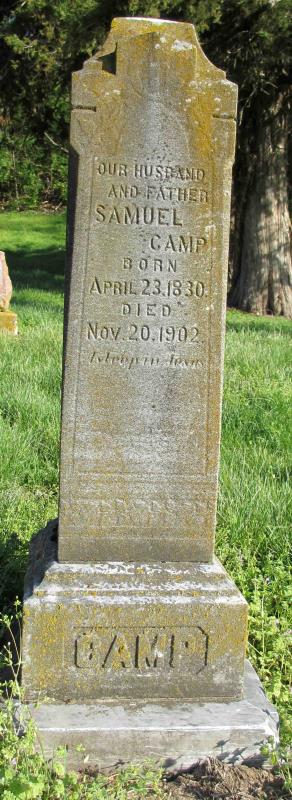 OUR HUSBAND
AND FATHER
SAMUEL
CAMP
BORN
APRIL 23.1830.
DIED
NOV. 20.1902.
Asleep in Jesus
CAMP